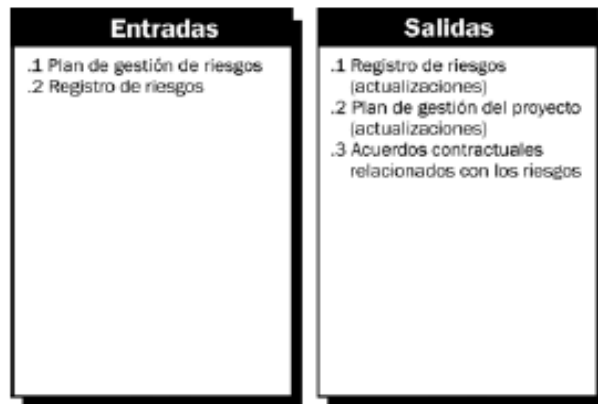 Entradas
.1 Plan de gestión de riesgos
.2 Registro de riesgos
Salidas
.1 Registro de riesgos
(actualizaciones)
.2 Plan de gestión del proyecto
(actualizaciones)
.3 Acuerdos contractuales
relacionados con los riesgos